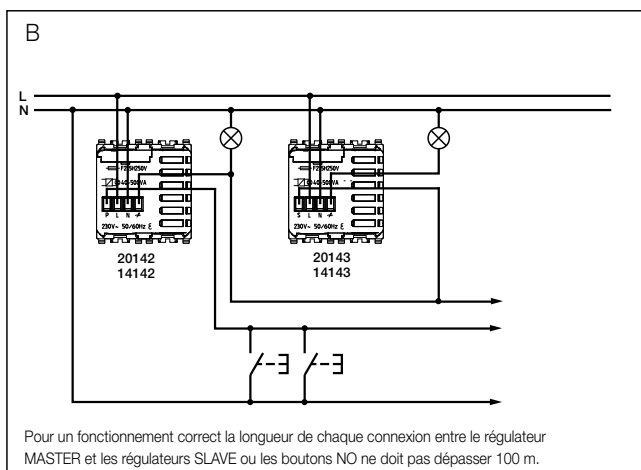 B
L
N
F2,5H250V
40-500VA
P L N
230V~ 50/60Hz
20142
14142
F2,5H250V
40-500VA
S L N
230V~ 50/60Hz
20143
14143
Pour un fonctionnement correct la longueur de chaque connexion entre le régulateur
MASTER et les régulateurs SLAVE ou les boutons NO ne doit pas dépasser 100 m.